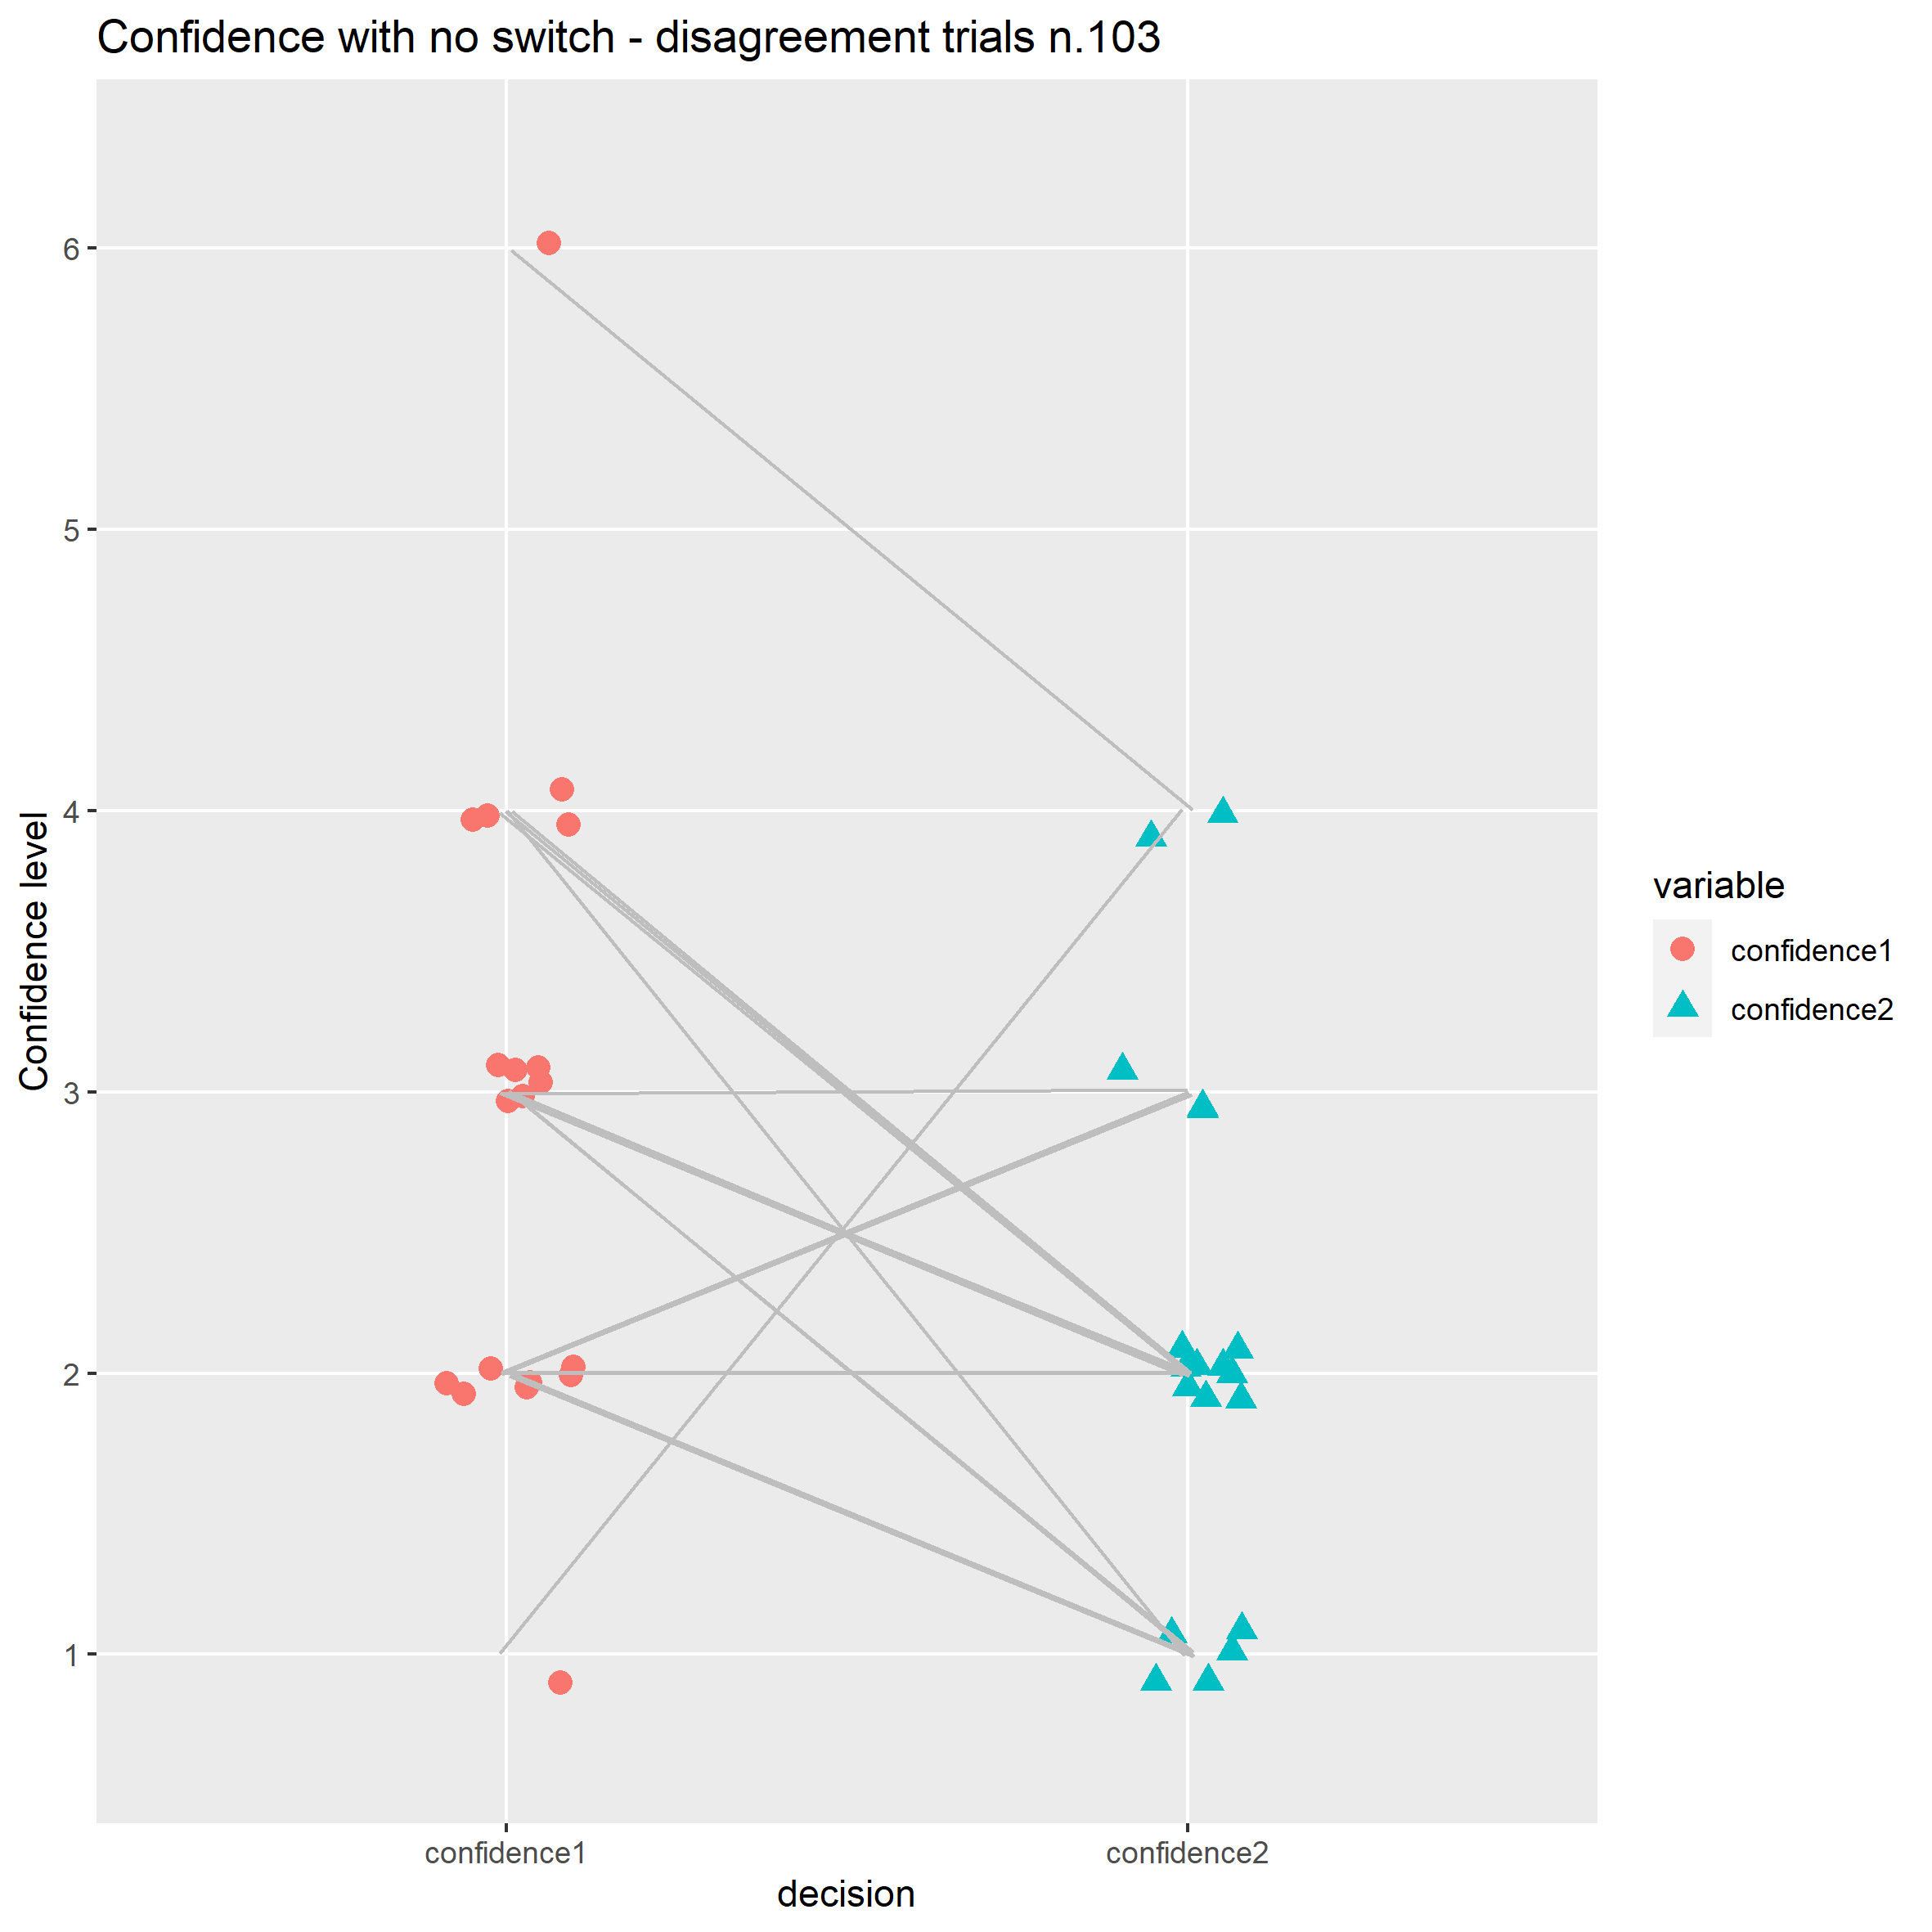 Confidence with no switch - disagreement trials n.103
Confidence level
6
5
4
3
2
1
confidence1
confidence2
decision
variable
confidence1
confidence2